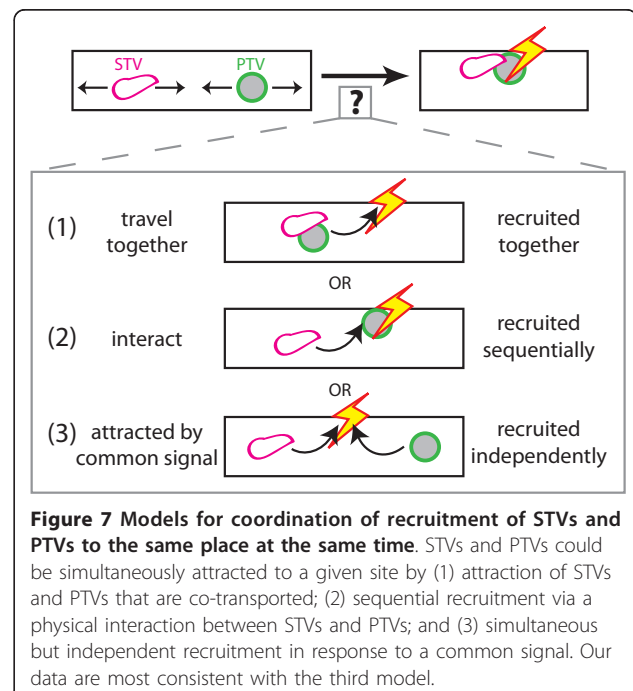 STV PTV
?
(1) travel together recruited together
OR
(2) interact recruited sequentially
OR
(3) attracted by common signal recruited independently
Figure 7 Models for coordination of recruitment of STVs and
PTVs to the same place at the same time. STVs and PTVs could
be simultaneously attracted to a given site by (1) attraction of STVs
and PTVs that are co-transported; (2) sequential recruitment via a
physical interaction between STVs and PTVs; and (3) simultaneous
but independent recruitment in response to a common signal. Our
data are most consistent with the third model.